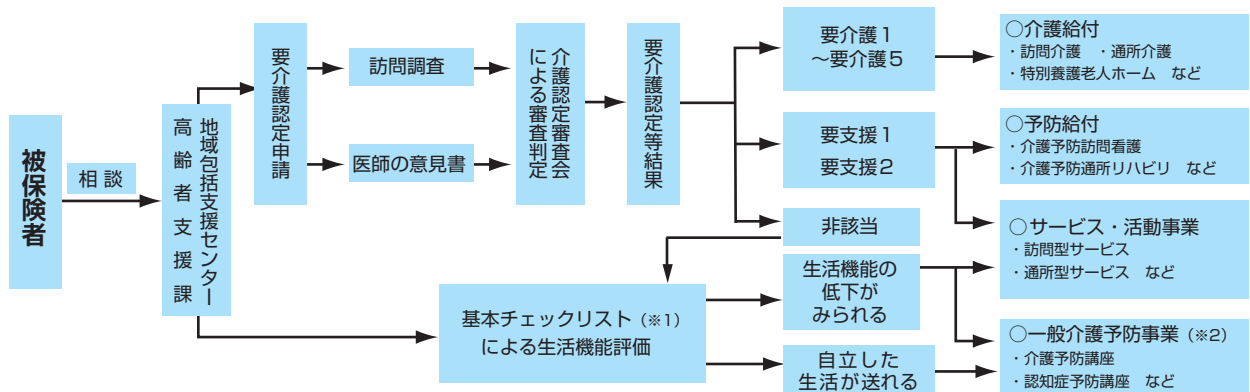 被保険者
相談
地域包括支援センター
高齢者支援課
要介護認定申請
訪問調査
医師の意見書
介護認定審査会
による審査判定
要介護認定等結果
要介護1
～要介護5
○介護給付
・訪問介護　・通所介護
・特別養護老人ホーム　など
要支援1
要支援2
○予防給付
・介護予防訪問看護
・介護予防通所リハビリ　など
非該当
○サービス・活動事業
・訪問型サービス
・通所型サービス　など
基本チェックリスト（※1）
による生活機能評価
生活機能の
低下が
みられる
自立した
生活が送れる
○一般介護予防事業（※2）
・介護予防講座
・認知症予防講座　など